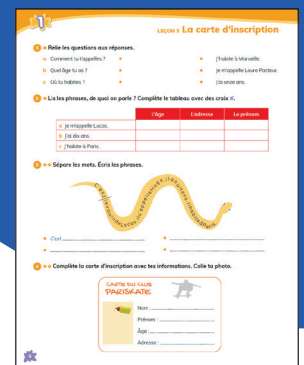 1
LEÇON 3 La carte d'inscription
1 Relie les questions aux réponses.
a Comment tu t'appelles ?
J'habite à Marseille.
b Quel âge tu as ?
Je m'appelle Laure Pasteur
c Où tu habites ?
J'ai onze ans.
2 Lis les phrases, de quoi on parle ? Complète le tableau avec des croix X.
L'âge L'adresse Le prénom
a Je m'appelle Lucas.
b J'ai dix ans.
c J'habite à Paris.
3 Sépare les mots. Écris les phrases.
C'est
4 Complète la carte d'inscription avec tes informations. Colle ta photo.
CARTE DU CLUB
PARISKATE
Nom :
Prénom :
Âge :
Adresse :